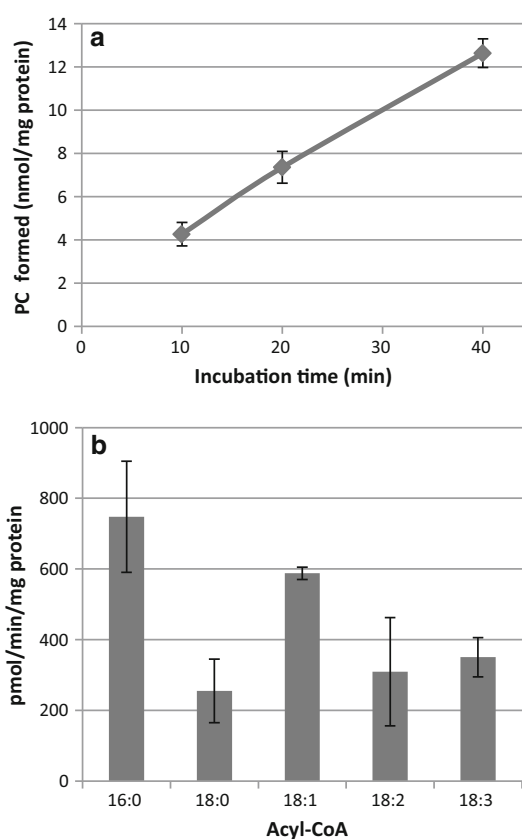 a
PC formed (nmol/mg protein)
14
12
10
8
6
4
2
0
0 10 20 30 40
Incubation time (min)
b
pmol/min/mg protein
1000
800
600
400
200
0
16:0 18:0 18:1 18:2 18:3
Acyl-CoA